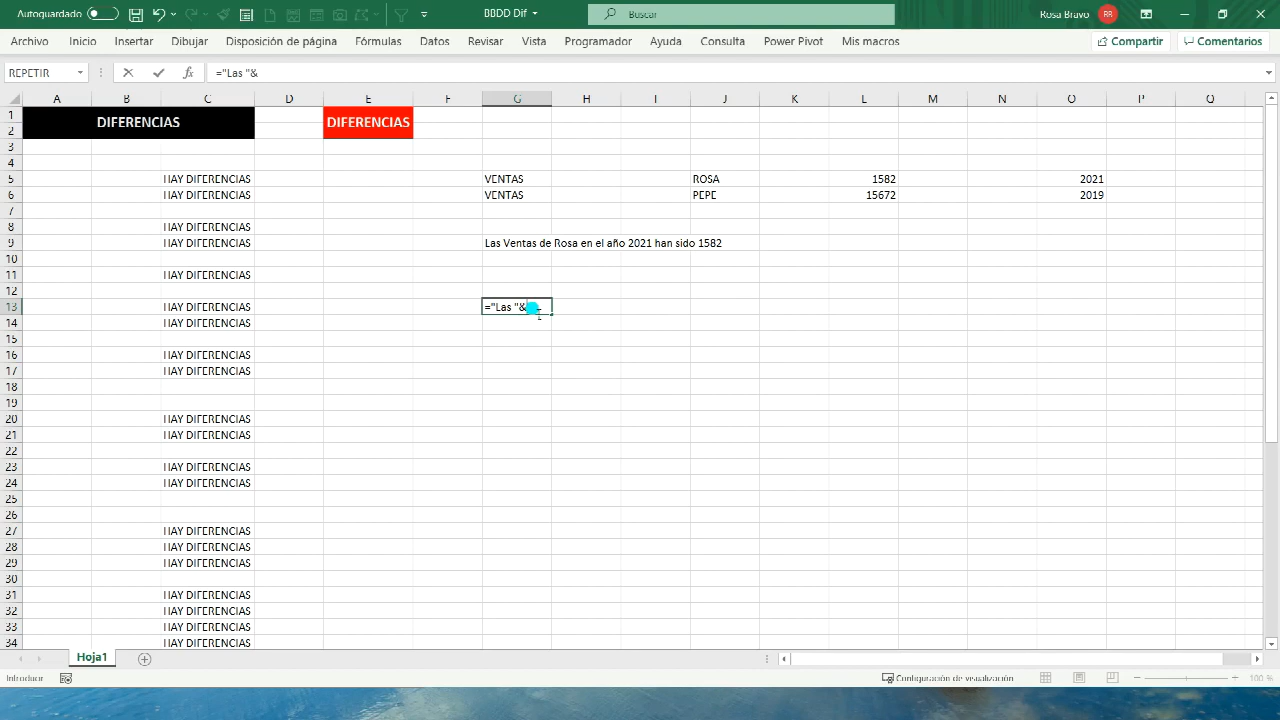 Autoguardado
BBDD Dif
Buscar
Rosa Bravo
RB
Archivo Inicio Insertar Dibujar Disposición de página Fórmulas Datos Revisar Vista Programador Ayuda Consulta Power Pivot Mis macros Compartir Comentarios
REPETIR fx ="Las "&
A B C D E F G H I J K L M N O P Q
1
DIFERENCIAS DIFERENCIAS
2
3
4
5 HAY DIFERENCIAS VENTAS ROSA 1582 2021
6 HAY DIFERENCIAS VENTAS PEPE 15672 2019
7
8 HAY DIFERENCIAS
9 HAY DIFERENCIAS Las Ventas de Rosa en el año 2021 han sido 1582
10
11 HAY DIFERENCIAS
12
13 HAY DIFERENCIAS ="Las "&
14 HAY DIFERENCIAS
15
16 HAY DIFERENCIAS
17 HAY DIFERENCIAS
18
19
20 HAY DIFERENCIAS
21 HAY DIFERENCIAS
22
23 HAY DIFERENCIAS
24 HAY DIFERENCIAS
25
26
27 HAY DIFERENCIAS
28 HAY DIFERENCIAS
29 HAY DIFERENCIAS
30
31 HAY DIFERENCIAS
32 HAY DIFERENCIAS
33 HAY DIFERENCIAS
34 HAY DIFERENCIAS
Hoja1
Introducir Configuración de visualización 100 %